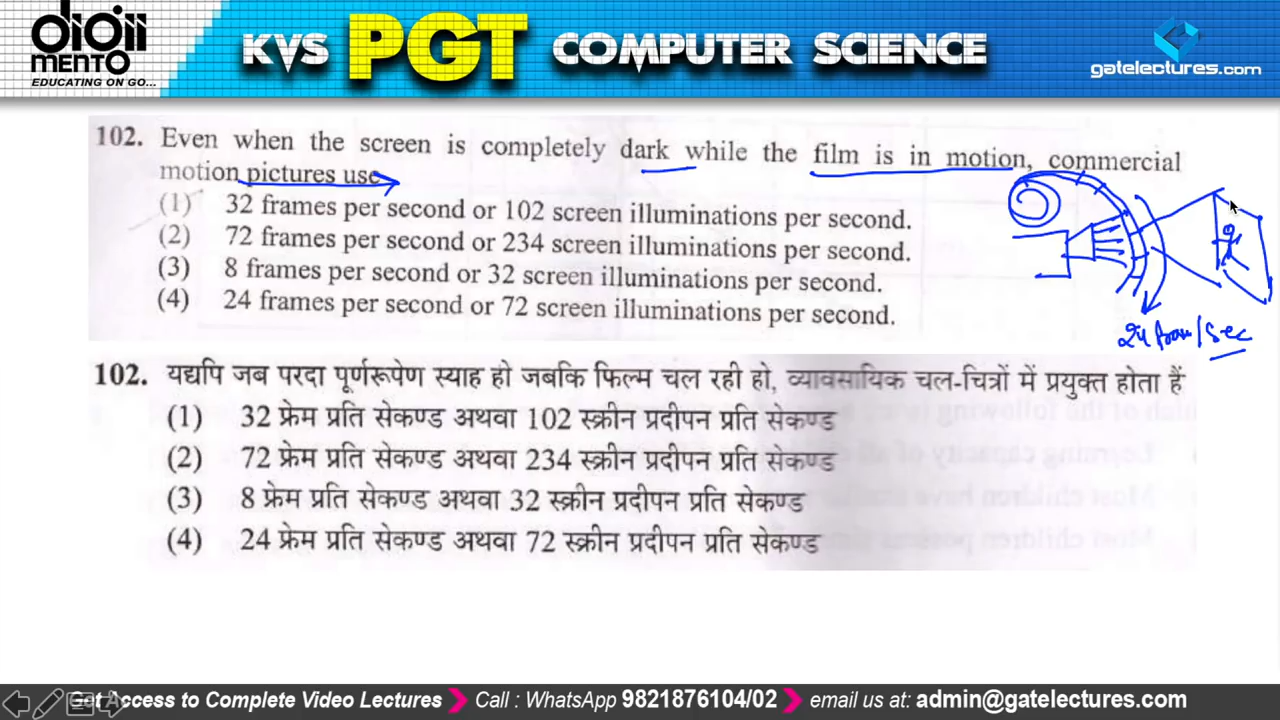 digii
MENTO
EDUCATING ON GO...
KVS PGT COMPUTER SCIENCE
gatelectures.com
102. Even when the screen is completely dark while the film is in motion, commercial
motion pictures use
(1) 32 frames per second or 102 screen illuminations per second.
(2) 72 frames per second or 234 screen illuminations per second.
(3) 8 frames per second or 32 screen illuminations per second.
(4) 24 frames per second or 72 screen illuminations per second.
24 fram/sec
102. यद्यपि जब परदा पूर्णरूपेण स्याह हो जबकि फिल्म चल रही हो, व्यावसायिक चल-चित्रों में प्रयुक्त होता हैं
(1) 32 फ्रेम प्रति सेकण्ड अथवा 102 स्क्रीन प्रदीपन प्रति सेकण्ड
(2) 72 फ्रेम प्रति सेकण्ड अथवा 234 स्क्रीन प्रदीपन प्रति सेकण्ड
(3) 8 फ्रेम प्रति सेकण्ड अथवा 32 स्क्रीन प्रदीपन प्रति सेकण्ड
(4) 24 फ्रेम प्रति सेकण्ड अथवा 72 स्क्रीन प्रदीपन प्रति सेकण्ड
Get Access to Complete Video Lectures Call : WhatsApp 9821876104/02 email us at: admin@gatelectures.com